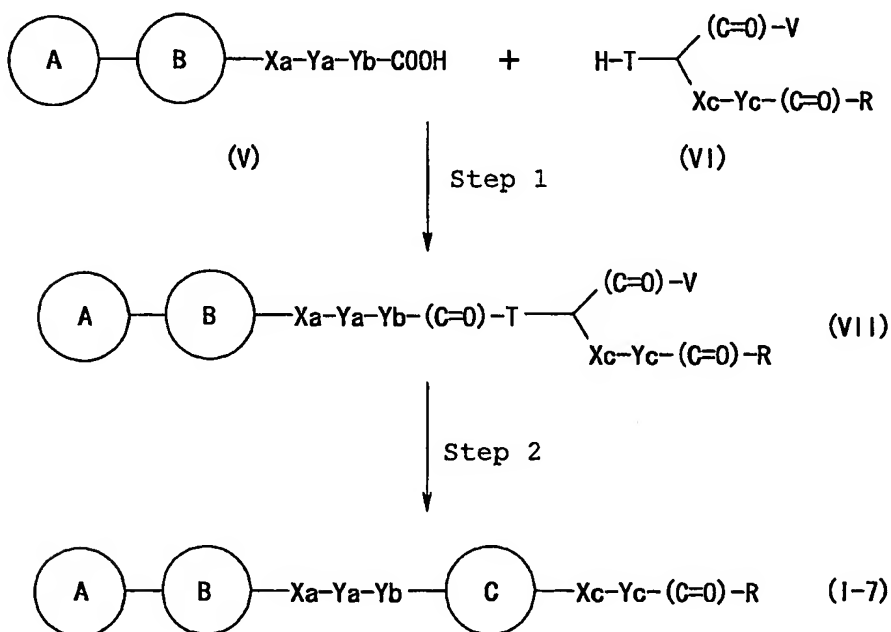 A B -Xa-Ya-Yb-COOH + H-T (C=O)-V
Xc-Yc-(C=O)-R
(V) (VI)
Step 1
A B -Xa-Ya-Yb-(C=O)-T (C=O)-V
Xc-Yc-(C=O)-R (VII)
Step 2
A B -Xa-Ya-Yb- C -Xc-Yc-(C=O)-R (I-7)